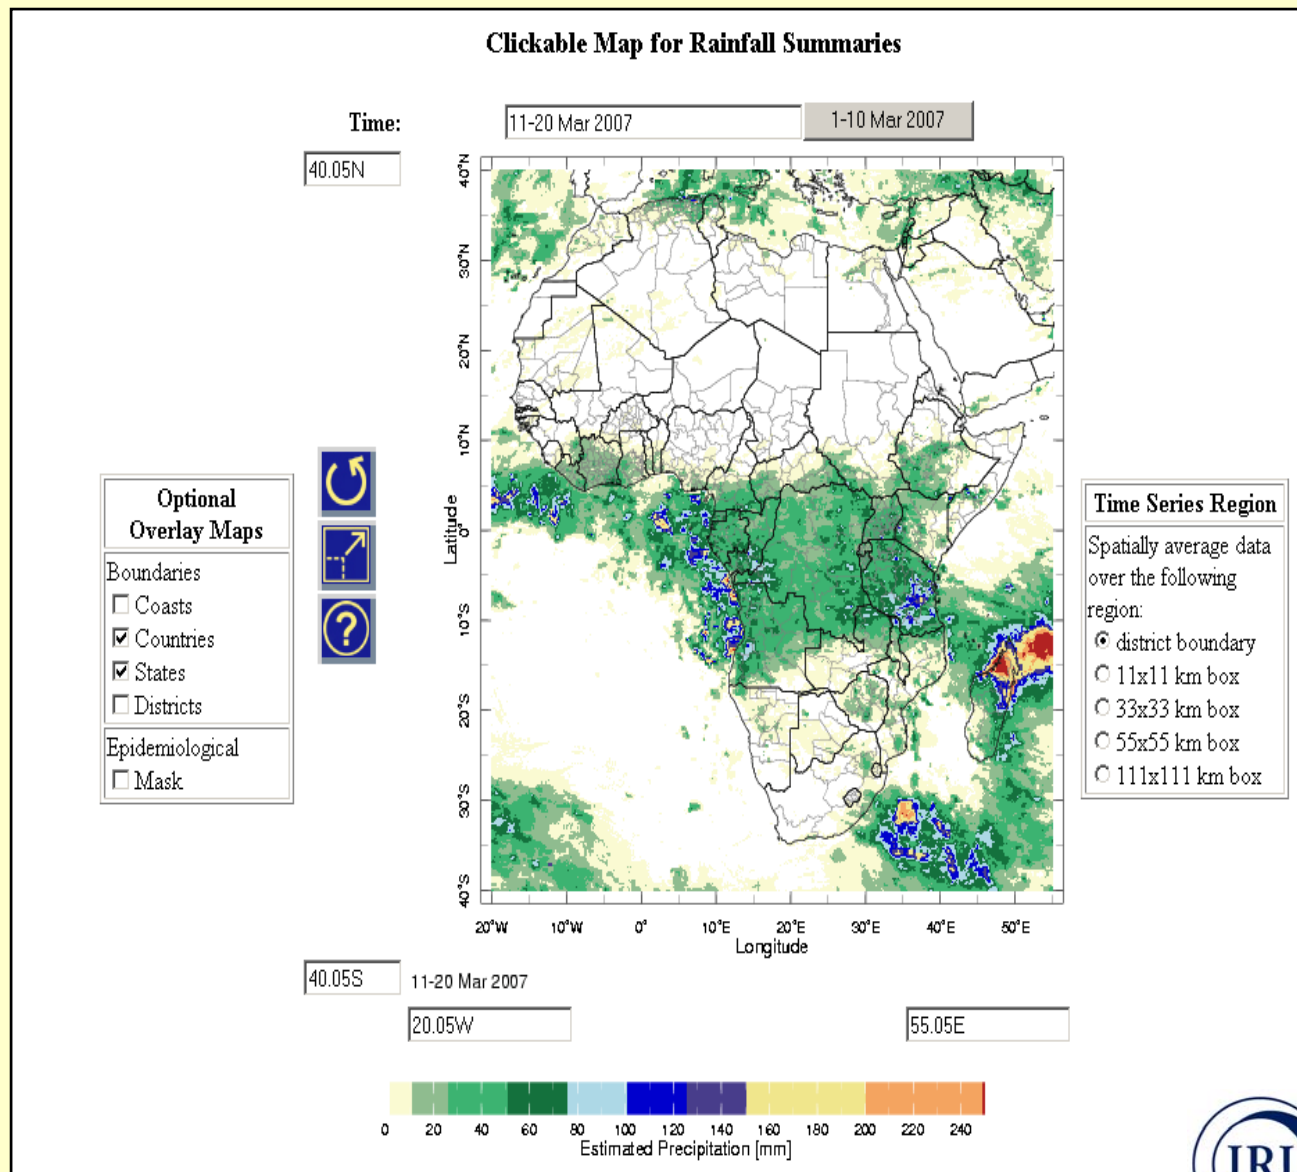 Clickable Map for Rainfall Summaries
Time:
11-20 Mar 2007
1-10 Mar 2007
40.05N
40°N
30°N
20°N
10°N
0°
10°S
20°S
30°S
40°S
Latitude
20°W 10°W 0° 10°E 20°E 30°E 40°E 50°E
Longitude
Optional
Overlay Maps
Boundaries
Coasts
Countries
States
Districts
Epidemiological
Mask
?
Time Series Region
Spatially average data
over the following
region:
district boundary
11x11 km box
33x33 km box
55x55 km box
111x111 km box
40.05S
11-20 Mar 2007
20.05W
55.05E
0 20 40 60 80 100 120 140 160 180 200 220 240
Estimated Precipitation [mm]
IRI